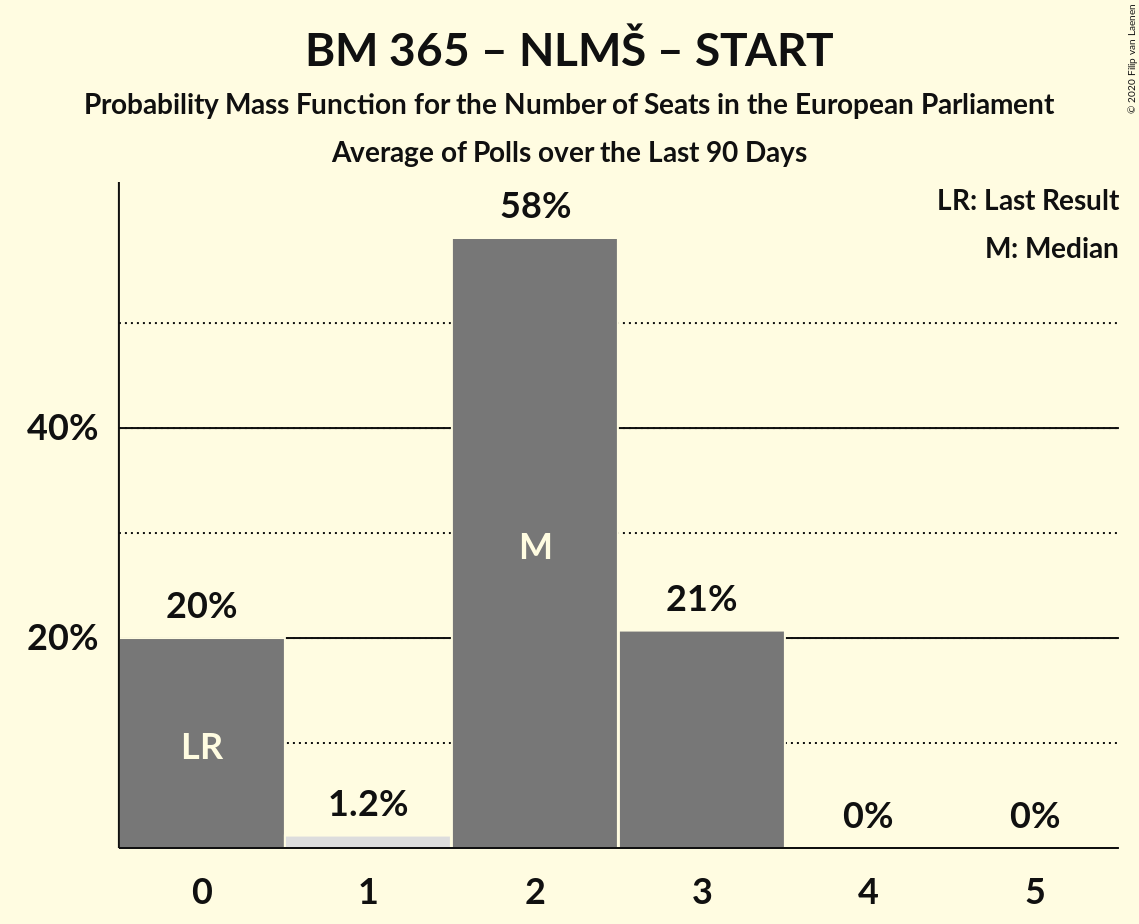 BM 365 – NLMŠ – START
Probability Mass Function for the Number of Seats in the European Parliament
Average of Polls over the Last 90 Days
© 2020 Filip van Laenen
LR: Last Result
M: Median
58%
40%
M
20%
21%
20%
LR
1.2%
0%
0%
0
1
2
3
4
5